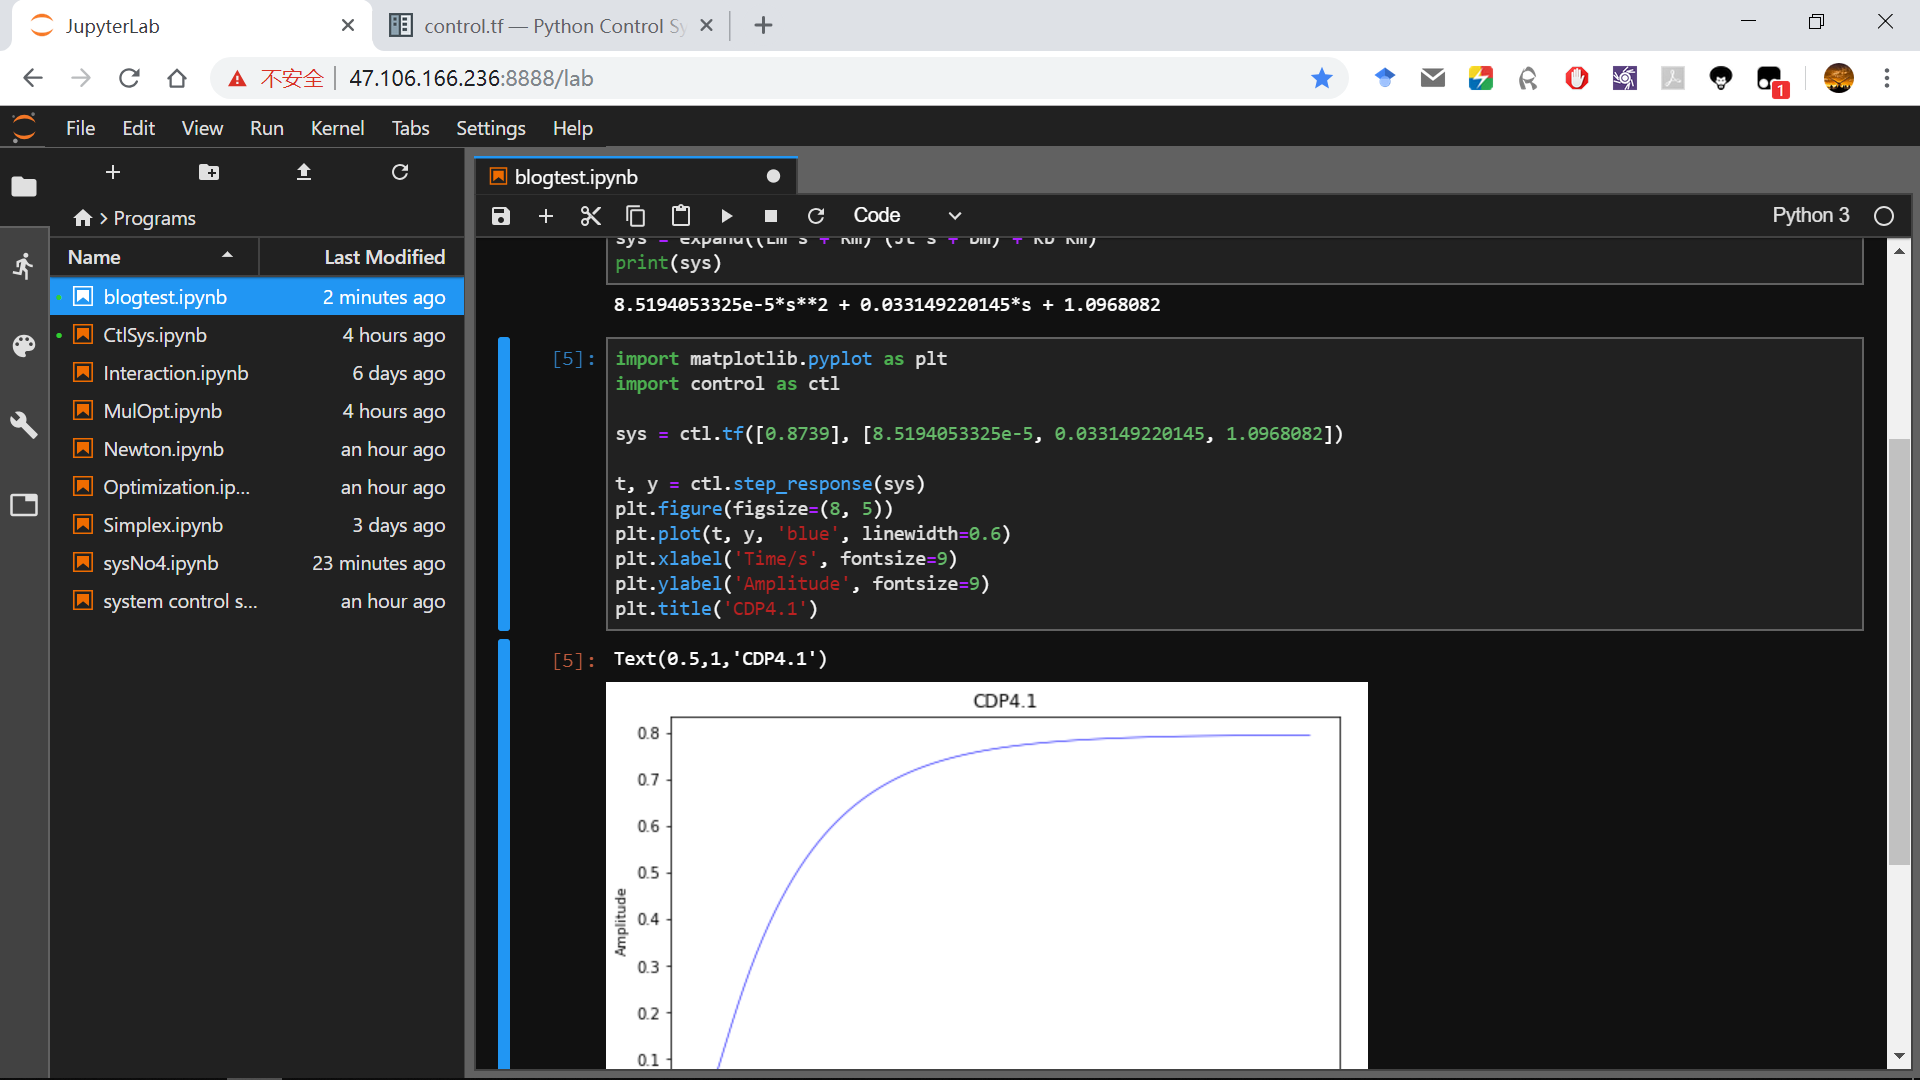 JupyterLab
control.tf — Python Control Sy
不安全 47.106.166.236:8888/lab
1
File Edit View Run Kernel Tabs Settings Help
blogtest.ipynb
Programs
Code
Python 3
Name Last Modified
blogtest.ipynb 2 minutes ago
CtlSys.ipynb 4 hours ago
Interaction.ipynb 6 days ago
MulOpt.ipynb 4 hours ago
Newton.ipynb an hour ago
Optimization.ip... an hour ago
Simplex.ipynb 3 days ago
sysNo4.ipynb 23 minutes ago
system control s... an hour ago
print(sys)
8.5194053325e-5*s**2 + 0.033149220145*s + 1.0968082
[5]: import matplotlib.pyplot as plt
import control as ctl
sys = ctl.tf([0.8739], [8.5194053325e-5, 0.033149220145, 1.0968082])
t, y = ctl.step_response(sys)
plt.figure(figsize=(8, 5))
plt.plot(t, y, 'blue', linewidth=0.6)
plt.xlabel('Time/s', fontsize=9)
plt.ylabel('Amplitude', fontsize=9)
plt.title('CDP4.1')
[5]: Text(0.5,1,'CDP4.1')
CDP4.1
0.8
0.7
0.6
0.5
0.4
0.3
0.2
0.1
Amplitude